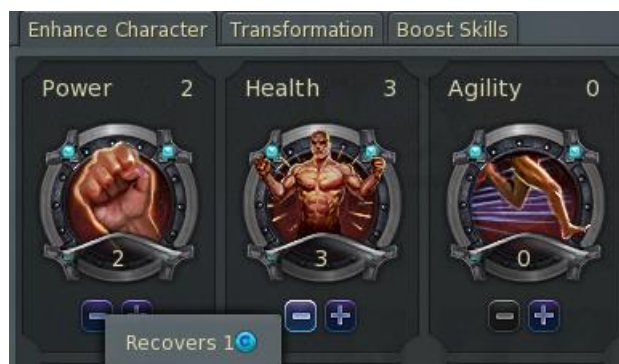 Enhance Character Transformation Boost Skills
Power 2 Health 3 Agility 0
2 3 0
Recovers 1